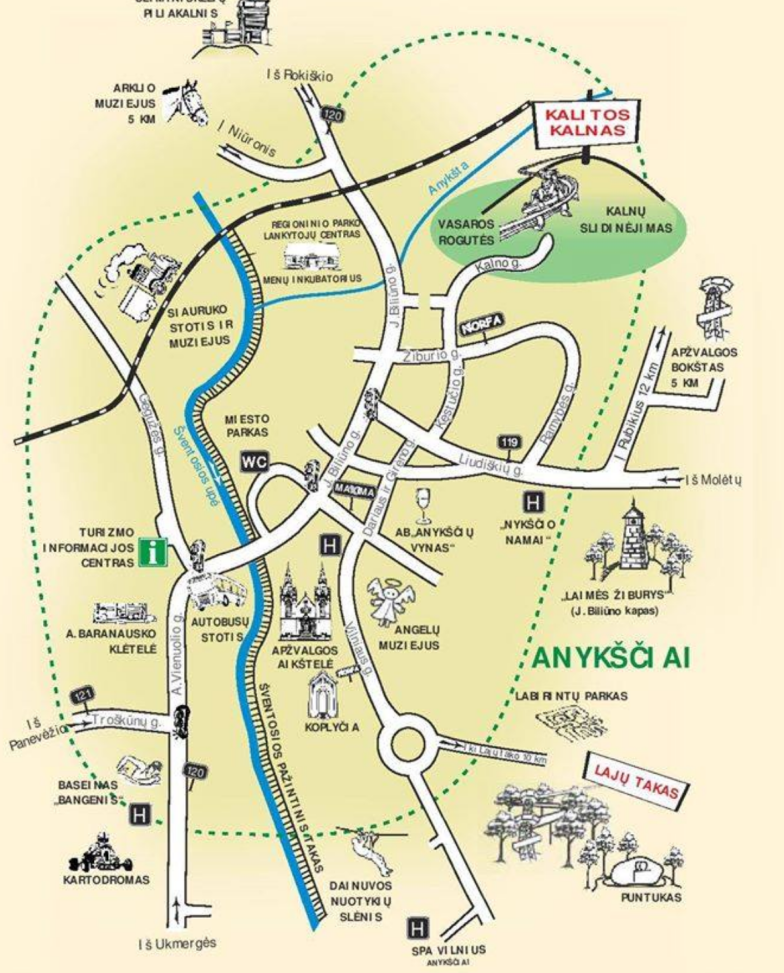 PILIAKALNIS
ARKLIO
MUZIEJUS
5 KM
Iš Rokiškio
120
Į Niūronis
KALITOS
KALNAS
Anykšta
VASAROS
ROGUTĖS
KALNŲ
SLIDINĖJIMAS
REGIONINIO PARKO
LANKYTOJŲ CENTRAS
MENŲ INKUBATORIUS
Kalno g.
SIAURUKO
STOTIS IR
MUZIEJUS
J. Biliūno g.
NORFA
Žiburio g.
APŽVALGOS
BOKŠTAS
5 KM
Į Rubikius 12 km
Kęstučio g.
Ramybės g.
Gegužės g.
Šventosios upė
MIESTO
PARKAS
WC
J. Biliūno g.
MAXIMA
Dariaus ir Girėno g.
119
Liudiškių g.
Iš Molėtų
H
„NYKŠČIO
NAMAI“
AB„ANYKŠČIŲ
VYNAS“
H
TURIZMO
INFORMACIJOS
CENTRAS
i
„LAIMĖS ŽIBURYS“
(J. Biliūno kapas)
A. BARANAUSKO
KLĖTELĖ
AUTOBUSŲ
STOTIS
A.Vienuolio g.
APŽVALGOS
AIKŠTELĖ
ANGELŲ
MUZIEJUS
Vilniaus g.
ANYKŠČIAI
KOPLYČIA
LABIRINTŲ PARKAS
121
Iš
Panevėžio
Troškūnų g.
ŠVENTOSIOS PAŽINTINIS TAKAS
Iki Lajų tako 10 km
LAJŲ TAKAS
120
BASEINAS
„BANGENIS“
H
KARTODROMAS
DAINUVOS
NUOTYKIŲ
SLĖNIS
PUNTUKAS
Iš Ukmergės
H
SPA VILNIUS
ANYKŠČIAI